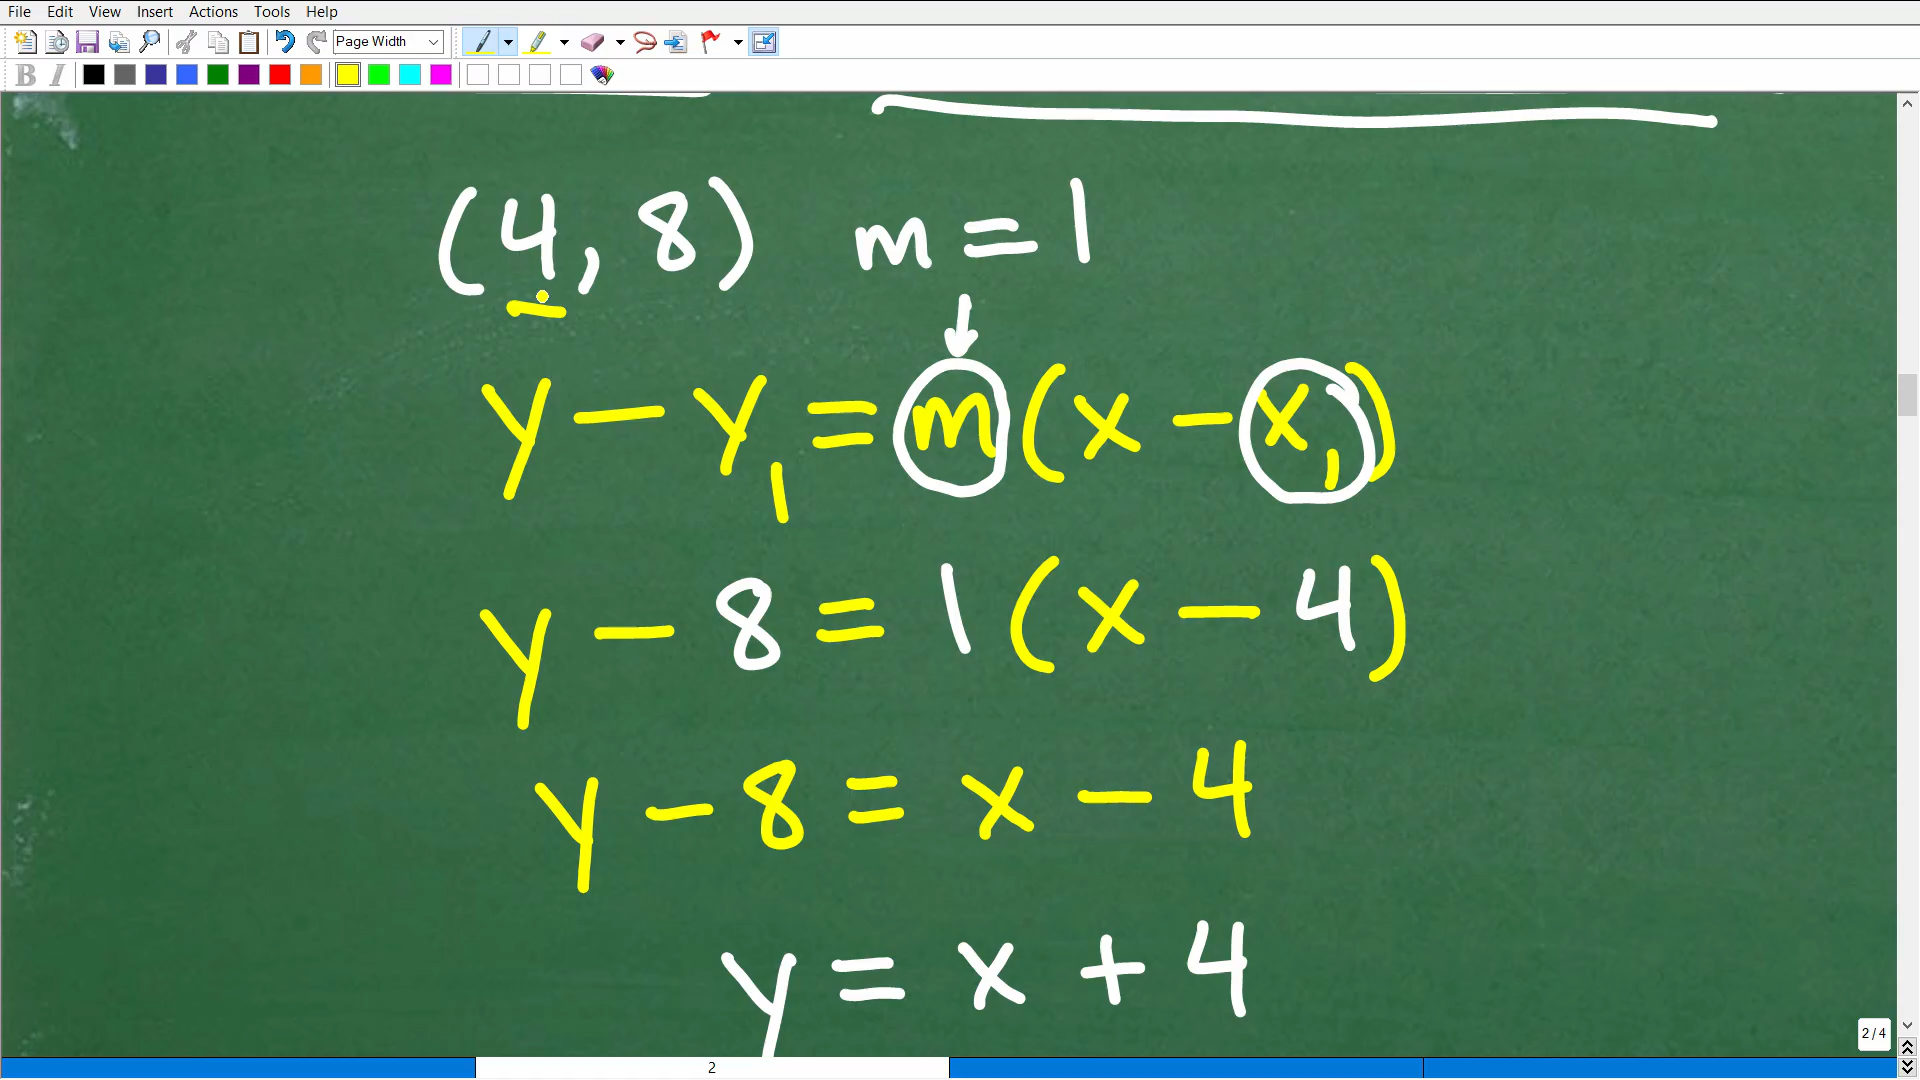 File Edit View Insert Actions Tools Help
Page Width
B I
(4, 8) m = 1
y - y₁ = m(x - x₁)
y - 8 = 1(x - 4)
y - 8 = x - 4
y = x + 4
2 / 4
2